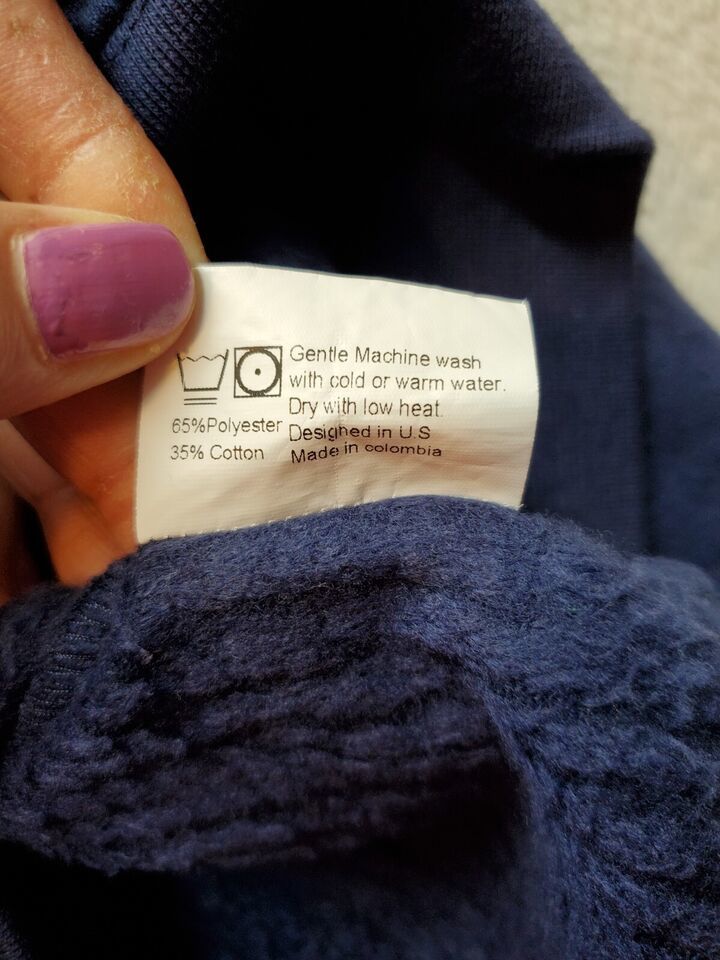 Gentle Machine wash
with cold or warm water.
Dry with low heat.
Designed in U.S
Made in colombia
65%Polyester
35% Cotton